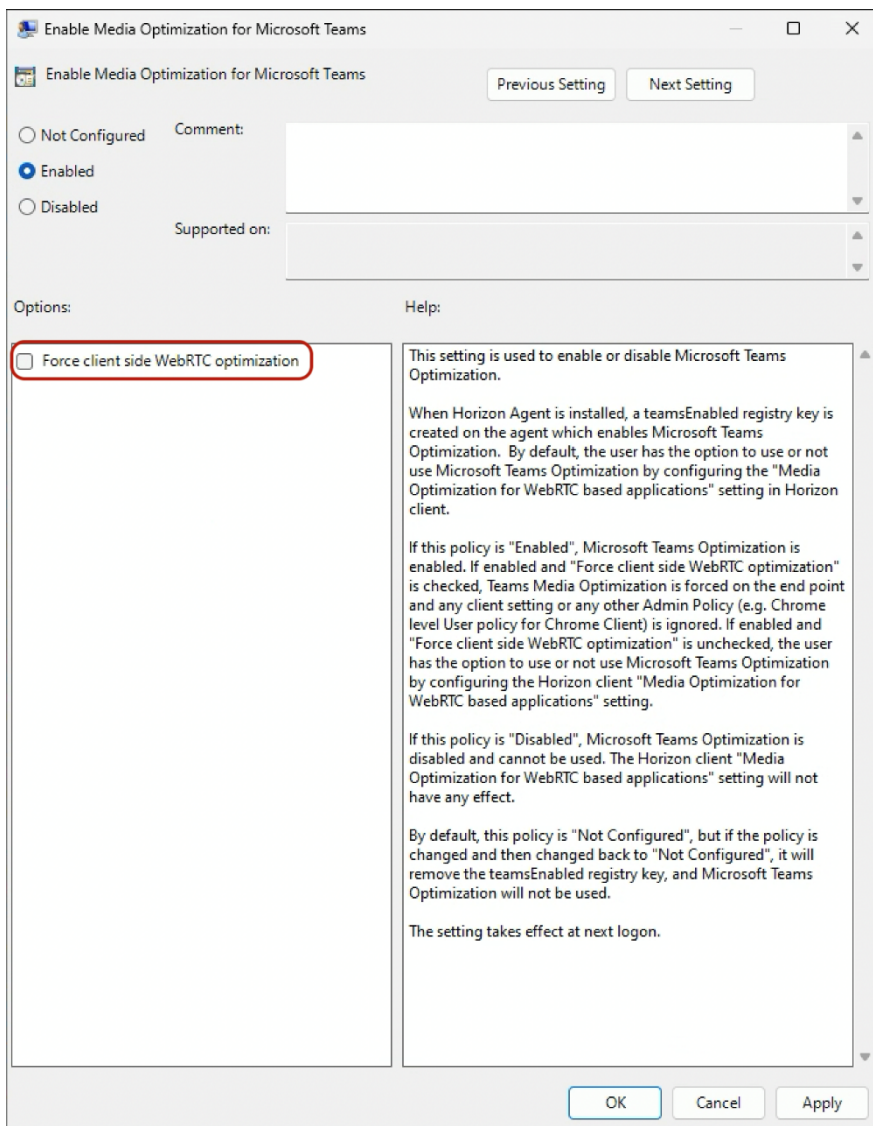 Enable Media Optimization for Microsoft Teams
Enable Media Optimization for Microsoft Teams
Previous Setting
Next Setting
Not Configured
Comment:
Enabled
Disabled
Supported on:
Options:
Help:
Force client side WebRTC optimization
This setting is used to enable or disable Microsoft Teams
Optimization.
When Horizon Agent is installed, a teamsEnabled registry key is
created on the agent which enables Microsoft Teams
Optimization.  By default, the user has the option to use or not
use Microsoft Teams Optimization by configuring the "Media
Optimization for WebRTC based applications" setting in Horizon
client.
If this policy is "Enabled", Microsoft Teams Optimization is
enabled. If enabled and "Force client side WebRTC optimization"
is checked, Teams Media Optimization is forced on the end point
and any client setting or any other Admin Policy (e.g. Chrome
level User policy for Chrome Client) is ignored. If enabled and
"Force client side WebRTC optimization" is unchecked, the user
has the option to use or not use Microsoft Teams Optimization
by configuring the Horizon client "Media Optimization for
WebRTC based applications" setting.
If this policy is "Disabled", Microsoft Teams Optimization is
disabled and cannot be used. The Horizon client "Media
Optimization for WebRTC based applications" setting will not
have any effect.
By default, this policy is "Not Configured", but if the policy is
changed and then changed back to "Not Configured", it will
remove the teamsEnabled registry key, and Microsoft Teams
Optimization will not be used.
The setting takes effect at next logon.
OK
Cancel
Apply